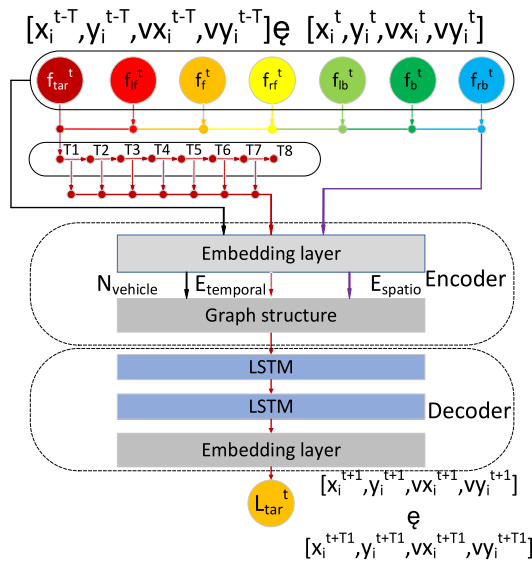 [x_i^{t-T},y_i^{t-T},vx_i^{t-T},vy_i^{t-T}]ę [x_i^t,y_i^t,vx_i^t,vy_i^t]
f_tar^t f_lf^t f_f^t f_rf^t f_lb^t f_b^t f_rb^t
T1 T2 T3 T4 T5 T6 T7 T8
Embedding layer
Encoder
N_vehicle E_temporal E_spatio
Graph structure
LSTM
LSTM
Decoder
Embedding layer
L_tar^t
[x_i^{t+1},y_i^{t+1},vx_i^{t+1},vy_i^{t+1}]
ę
[x_i^{t+T1},y_i^{t+T1},vx_i^{t+T1},vy_i^{t+T1}]